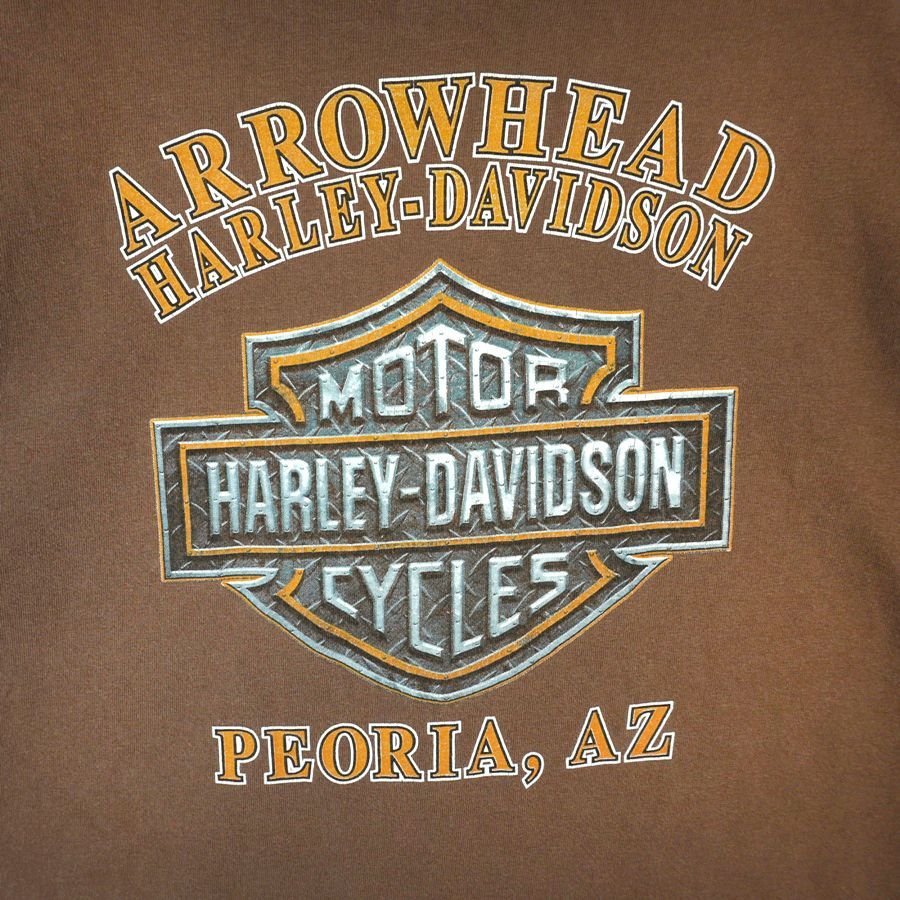 ARROWHEAD
HARLEY-DAVIDSON
MOTOR
HARLEY-DAVIDSON
CYCLES
PEORIA, AZ